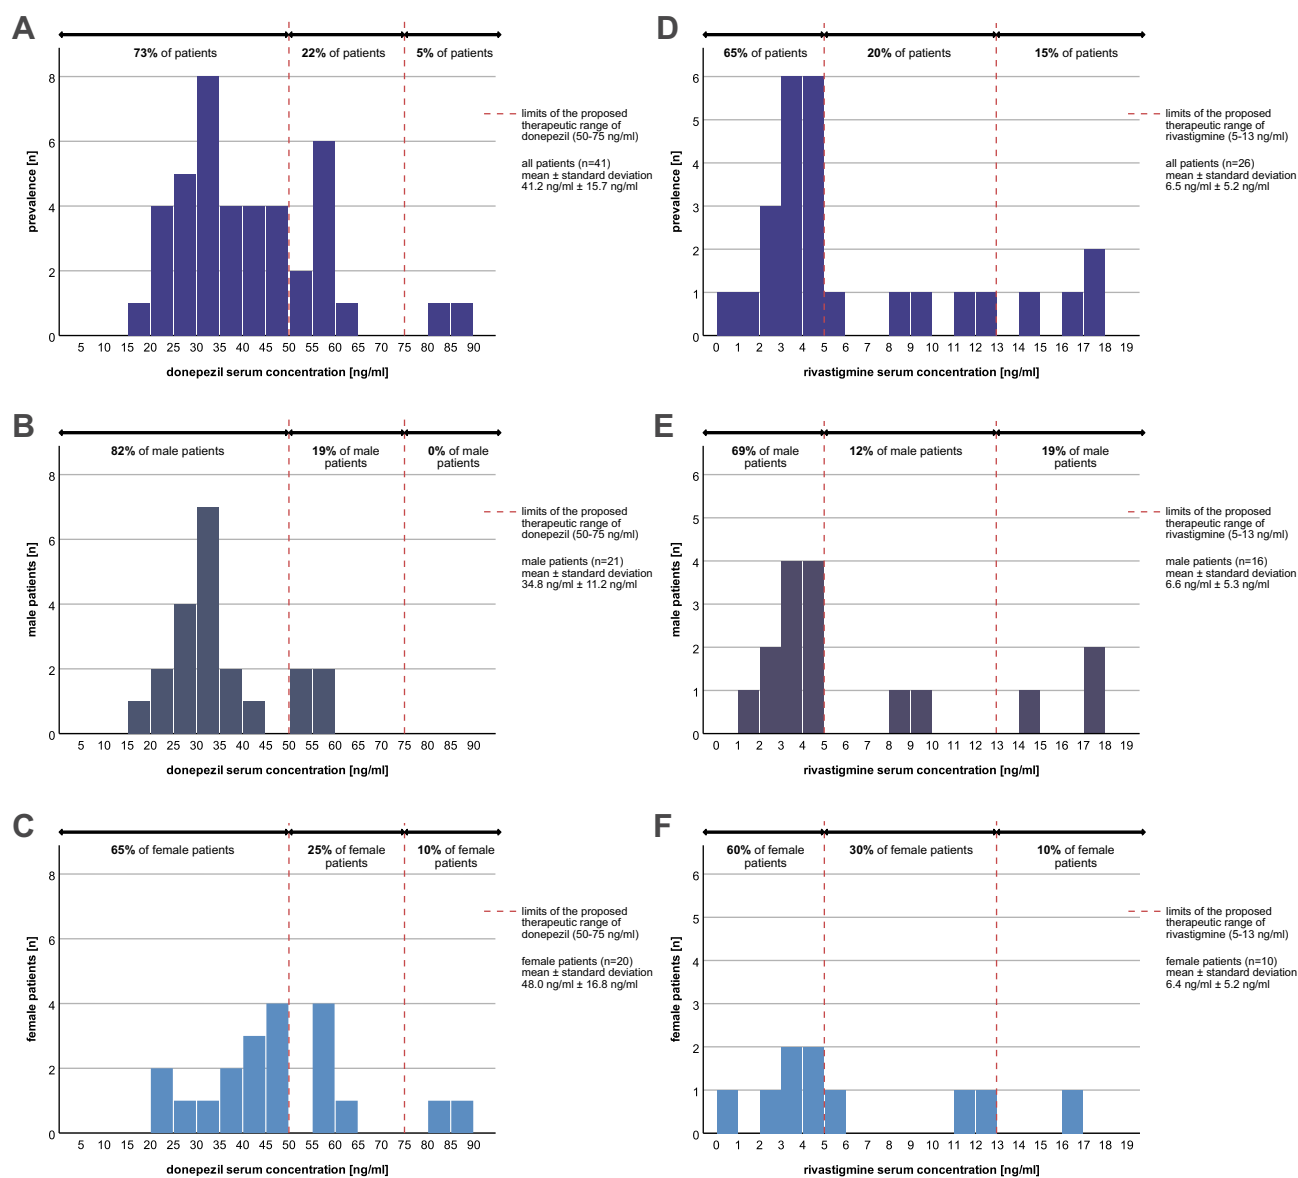 A
73% of patients
22% of patients
5% of patients
prevalence [n]
8
6
4
2
0
5 10 15 20 25 30 35 40 45 50 55 60 65 70 75 80 85 90
donepezil serum concentration [ng/ml]
limits of the proposed
therapeutic range of
donepezil (50-75 ng/ml)
all patients (n=41)
mean ± standard deviation
41.2 ng/ml ± 15.7 ng/ml
D
65% of patients
20% of patients
15% of patients
prevalence [n]
6
5
4
3
2
1
0
0 1 2 3 4 5 6 7 8 9 10 11 12 13 14 15 16 17 18 19
rivastigmine serum concentration [ng/ml]
limits of the proposed
therapeutic range of
rivastigmine (5-13 ng/ml)
all patients (n=26)
mean ± standard deviation
6.5 ng/ml ± 5.2 ng/ml
B
82% of male patients
19% of male
patients
0% of male
patients
male patients [n]
8
6
4
2
0
5 10 15 20 25 30 35 40 45 50 55 60 65 70 75 80 85 90
donepezil serum concentration [ng/ml]
limits of the proposed
therapeutic range of
donepezil (50-75 ng/ml)
male patients (n=21)
mean ± standard deviation
34.8 ng/ml ± 11.2 ng/ml
E
69% of male
patients
12% of male patients
19% of male
patients
male patients [n]
6
5
4
3
2
1
0
0 1 2 3 4 5 6 7 8 9 10 11 12 13 14 15 16 17 18 19
rivastigmine serum concentration [ng/ml]
limits of the proposed
therapeutic range of
rivastigmine (5-13 ng/ml)
male patients (n=16)
mean ± standard deviation
6.6 ng/ml ± 5.3 ng/ml
C
65% of female patients
25% of female
patients
10% of female
patients
female patients [n]
8
6
4
2
0
5 10 15 20 25 30 35 40 45 50 55 60 65 70 75 80 85 90
donepezil serum concentration [ng/ml]
limits of the proposed
therapeutic range of
donepezil (50-75 ng/ml)
female patients (n=20)
mean ± standard deviation
48.0 ng/ml ± 16.8 ng/ml
F
60% of female
patients
30% of female patients
10% of female
patients
female patients [n]
6
5
4
3
2
1
0
0 1 2 3 4 5 6 7 8 9 10 11 12 13 14 15 16 17 18 19
rivastigmine serum concentration [ng/ml]
limits of the proposed
therapeutic range of
rivastigmine (5-13 ng/ml)
female patients (n=10)
mean ± standard deviation
6.4 ng/ml ± 5.2 ng/ml